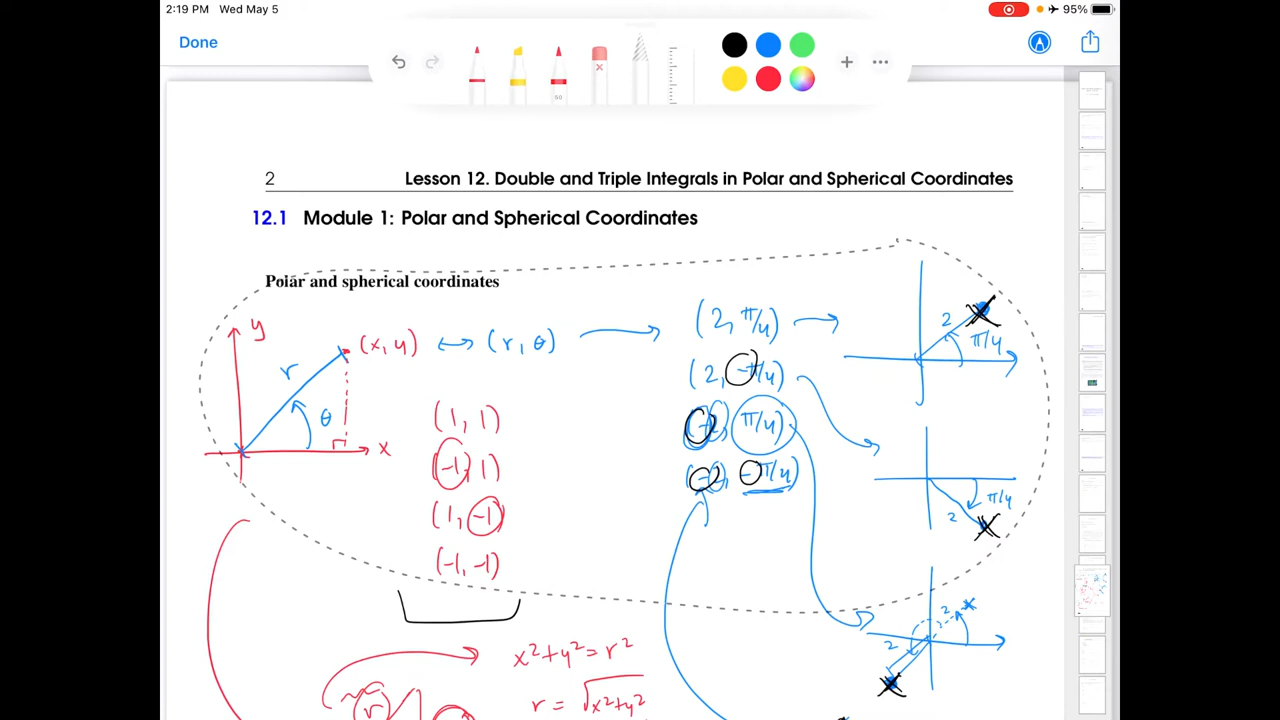 2:19 PM Wed May 5
95%
Done
50
2 Lesson 12. Double and Triple Integrals in Polar and Spherical Coordinates
12.1 Module 1: Polar and Spherical Coordinates
Polar and spherical coordinates
y
(x, y) ↔ (r, θ)
r
θ
x
(1, 1)
(-1, 1)
(1, -1)
(-1, -1)
(2, π/4)
(2, -π/4)
(-2, π/4)
(-2, -π/4)
2
π/4
π/4
2
2
2
2
x²+y²=r²
r = √x²+y²
r